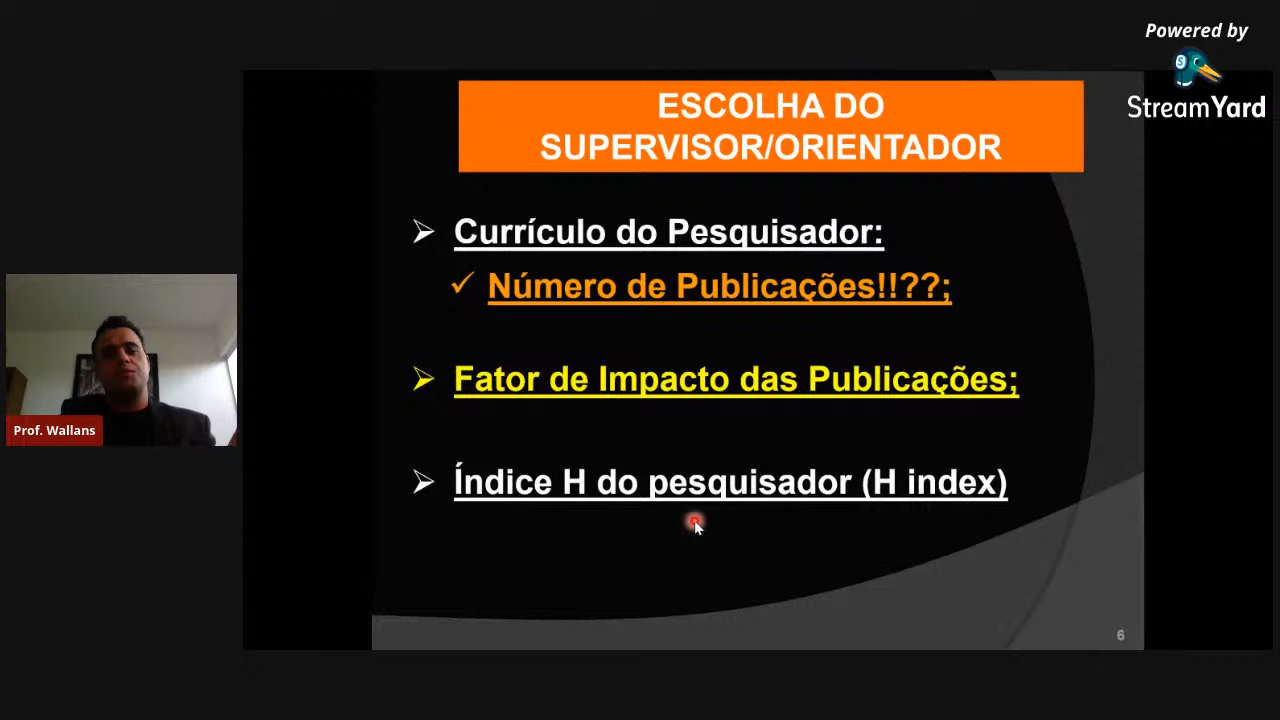 Powered by
StreamYard
ESCOLHA DO
SUPERVISOR/ORIENTADOR
Currículo do Pesquisador:
Número de Publicações!!??;
Fator de Impacto das Publicações;
Índice H do pesquisador (H index)
Prof. Wallans
6